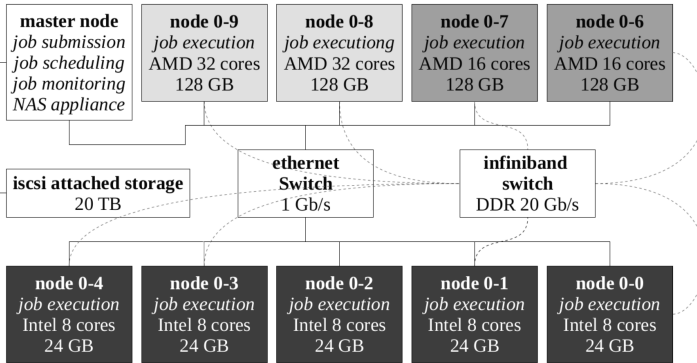 master node
job submission
job scheduling
job monitoring
NAS appliance
node 0-9
job execution
AMD 32 cores
128 GB
node 0-8
job executiong
AMD 32 cores
128 GB
node 0-7
job execution
AMD 16 cores
128 GB
node 0-6
job execution
AMD 16 cores
128 GB
iscsi attached storage
20 TB
ethernet
Switch
1 Gb/s
infiniband
switch
DDR 20 Gb/s
node 0-4
job execution
Intel 8 cores
24 GB
node 0-3
job execution
Intel 8 cores
24 GB
node 0-2
job execution
Intel 8 cores
24 GB
node 0-1
job execution
Intel 8 cores
24 GB
node 0-0
job execution
Intel 8 cores
24 GB